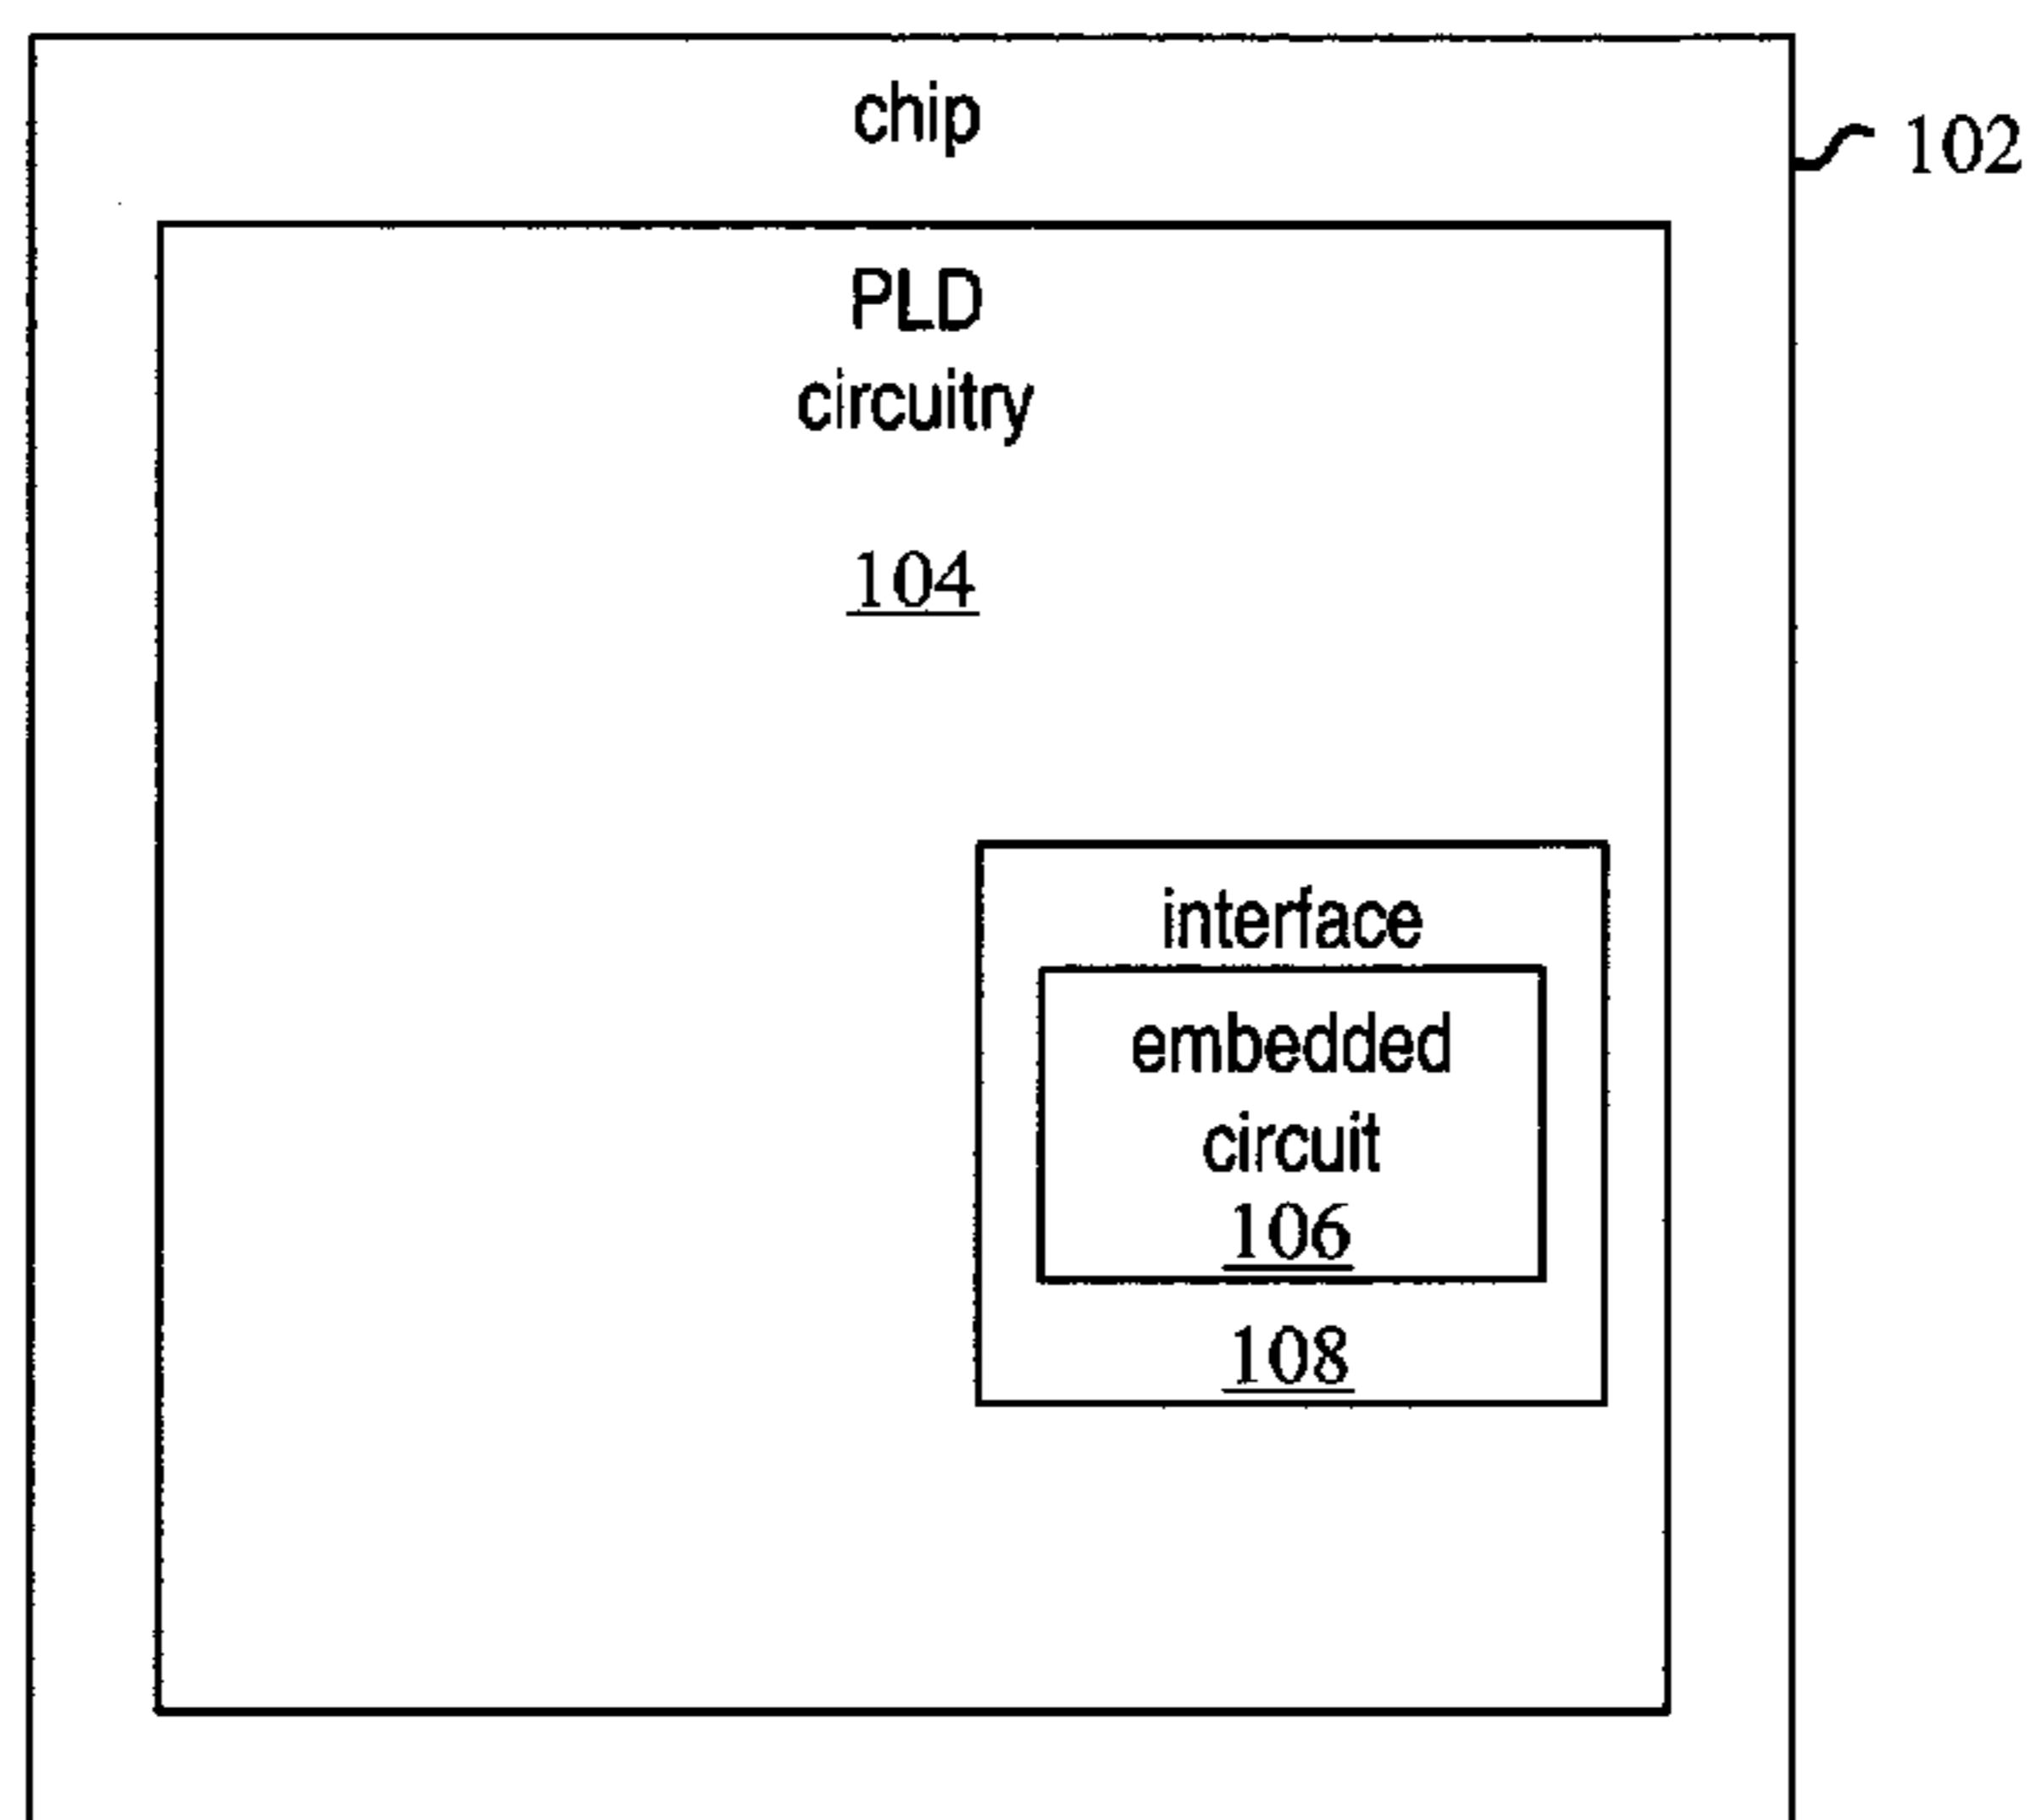 chip
102
PLD
circuitry
104
interface
embedded
circuit
106
108